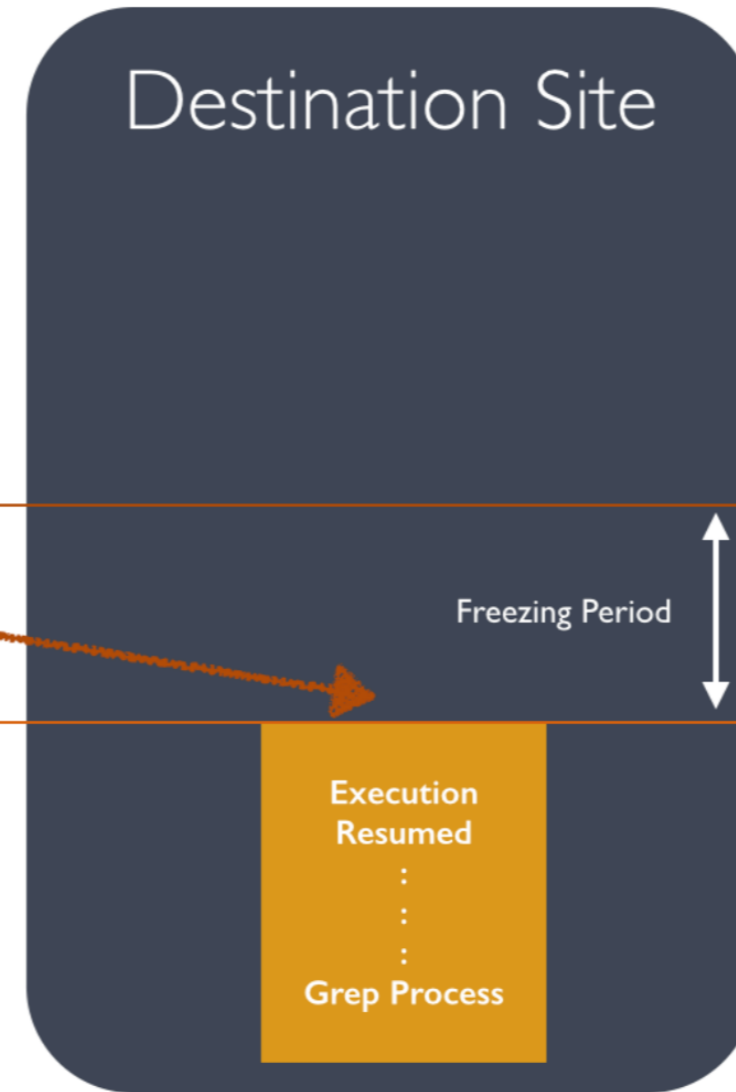 Destination Site
Freezing Period
Execution
Resumed
:
:
:
Grep Process